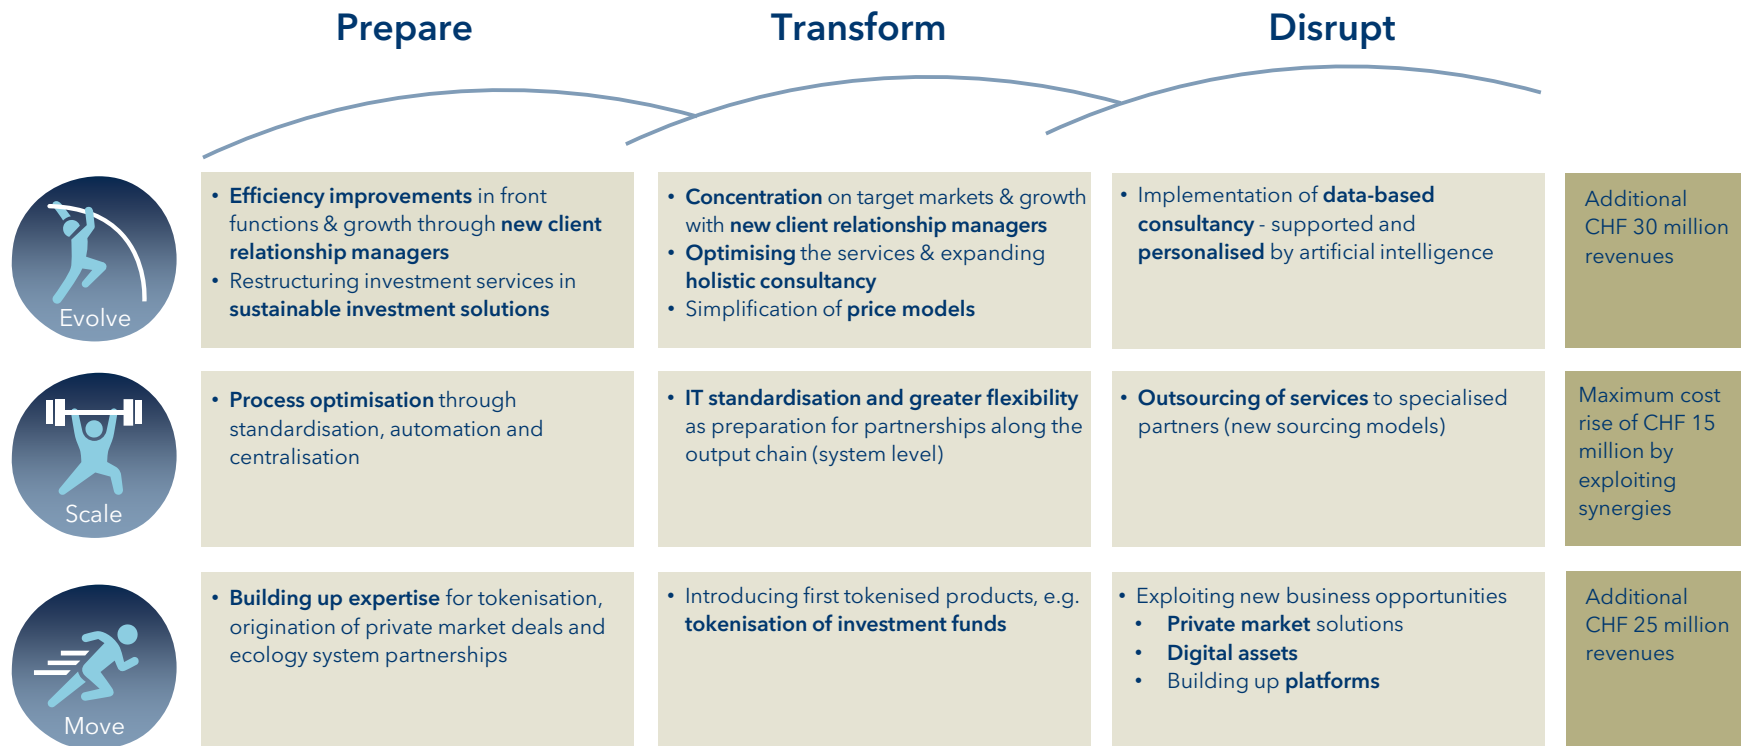 Prepare
Transform
Disrupt
Evolve
• Efficiency improvements in front
functions & growth through new client
relationship managers
• Restructuring investment services in
sustainable investment solutions
• Concentration on target markets & growth
with new client relationship managers
• Optimising the services & expanding
holistic consultancy
• Simplification of price models
• Implementation of data-based
consultancy - supported and
personalised by artificial intelligence
Additional
CHF 30 million
revenues
Scale
• Process optimisation through
standardisation, automation and
centralisation
• IT standardisation and greater flexibility
as preparation for partnerships along the
output chain (system level)
• Outsourcing of services to specialised
partners (new sourcing models)
Maximum cost
rise of CHF 15
million by
exploiting
synergies
Move
• Building up expertise for tokenisation,
origination of private market deals and
ecology system partnerships
• Introducing first tokenised products, e.g.
tokenisation of investment funds
• Exploiting new business opportunities
• Private market solutions
• Digital assets
• Building up platforms
Additional
CHF 25 million
revenues